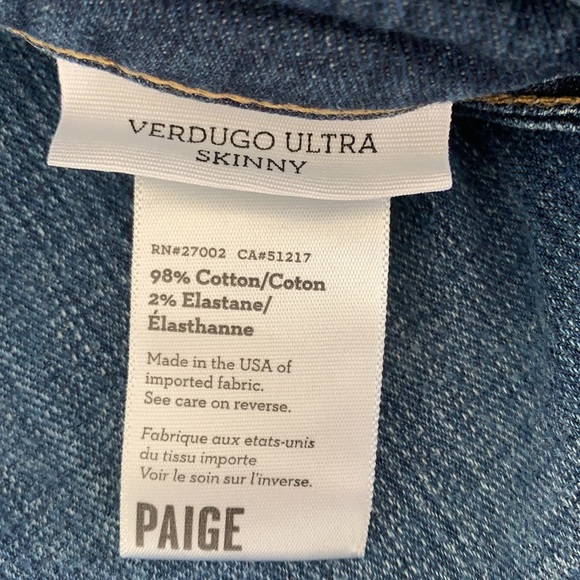 VERDUGO ULTRA
SKINNY
RN#27002 CA#51217
98% Cotton/Coton
2% Elastane/
Élasthanne
Made in the USA of
imported fabric.
See care on reverse.
Fabrique aux etats-unis
du tissu importe
Voir le soin sur l'inverse.
PAIGE